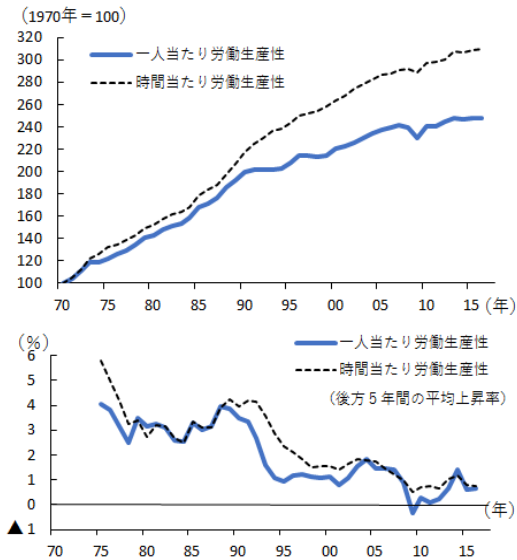 (1970年＝100)
320
300
280
260
240
220
200
180
160
140
120
100
一人当たり労働生産性
時間当たり労働生産性
70 75 80 85 90 95 00 05 10 15 (年)
(％)
6
5
4
3
2
1
0
▲ 1
一人当たり労働生産性
時間当たり労働生産性
(後方５年間の平均上昇率)
(年)
70 75 80 85 90 95 00 05 10 15